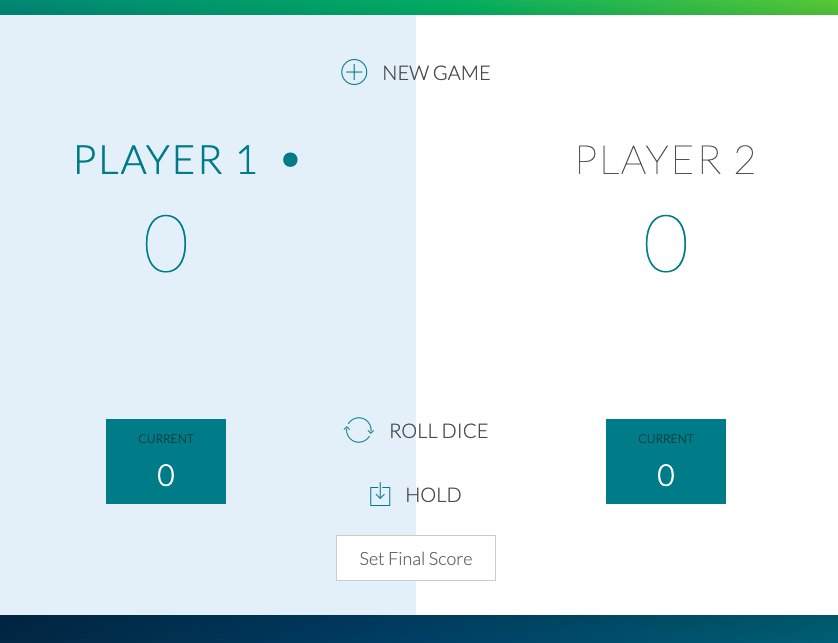 NEW GAME
PLAYER 1
0
PLAYER 2
0
CURRENT
0
ROLL DICE
HOLD
Set Final Score
CURRENT
0